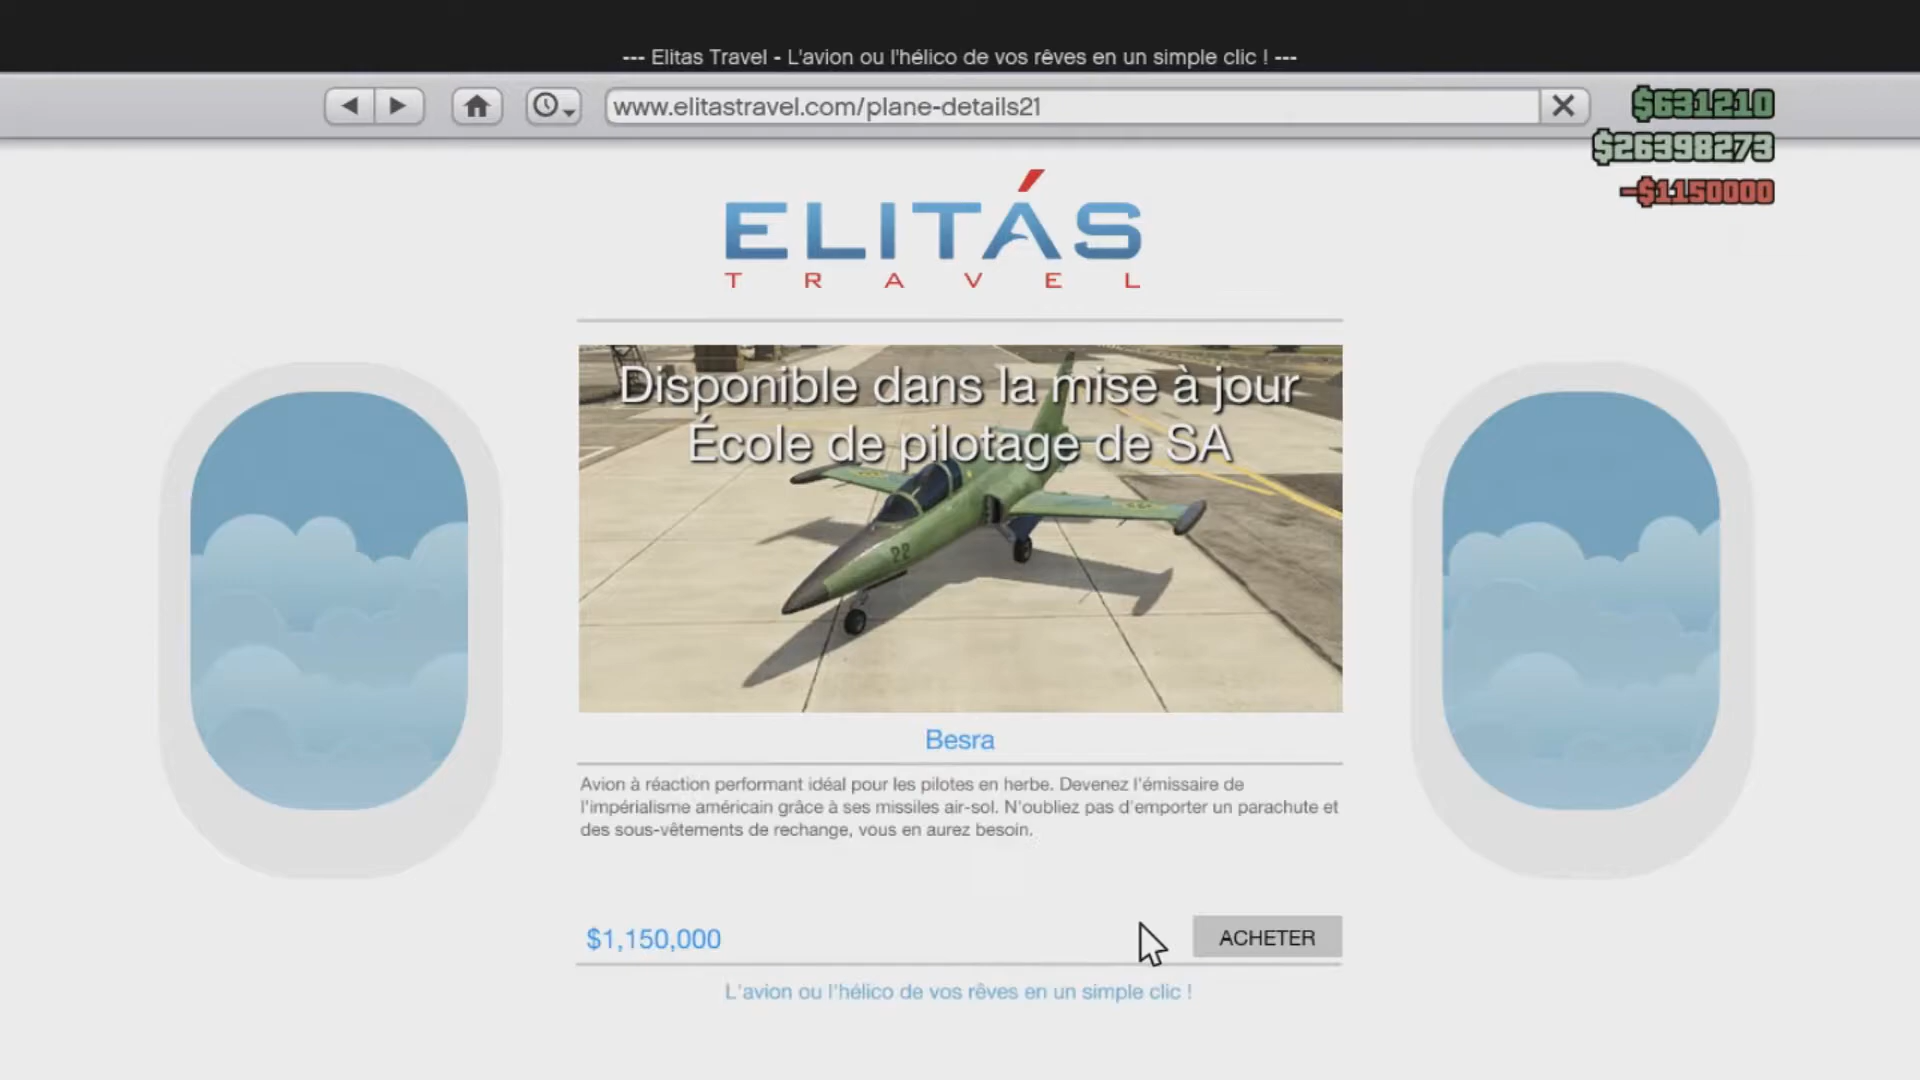 --- Elitas Travel - L'avion ou l'hélico de vos rêves en un simple clic ! ---
www.elitastravel.com/plane-details21
$631210
$26398273
-$1150000
ELITÁS
TRAVEL
Disponible dans la mise à jour
École de pilotage de SA
22
Besra
Avion à réaction performant idéal pour les pilotes en herbe. Devenez l'émissaire de
l'impérialisme américain grâce à ses missiles air-sol. N'oubliez pas d'emporter un parachute et
des sous-vêtements de rechange, vous en aurez besoin.
$1,150,000
ACHETER
L'avion ou l'hélico de vos rêves en un simple clic !